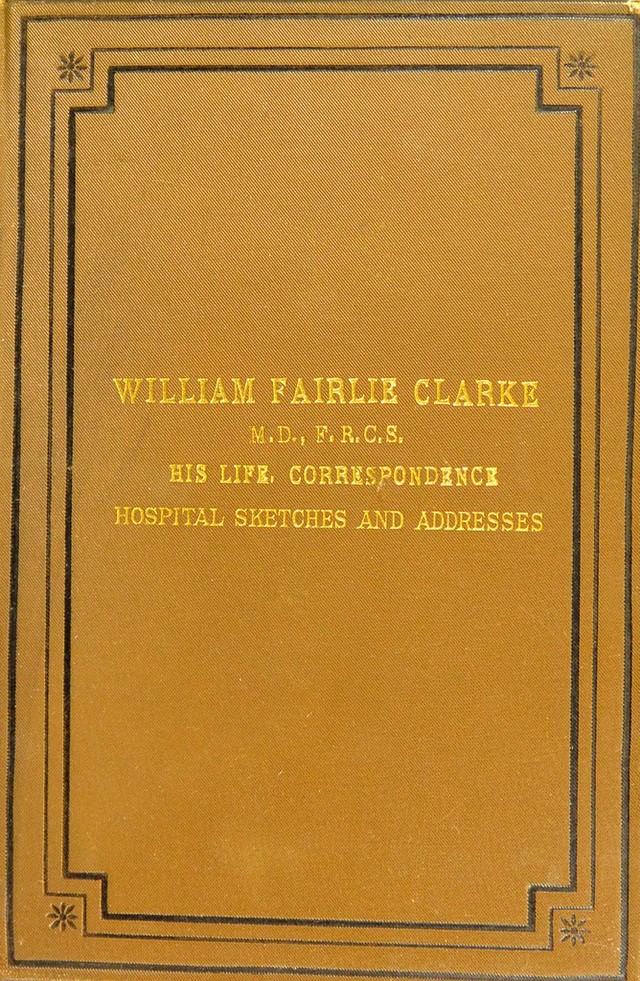 WILLIAM FAIRLIE CLARKE
M.D., F.R.C.S.
HIS LIFE, CORRESPONDENCE
HOSPITAL SKETCHES AND ADDRESSES